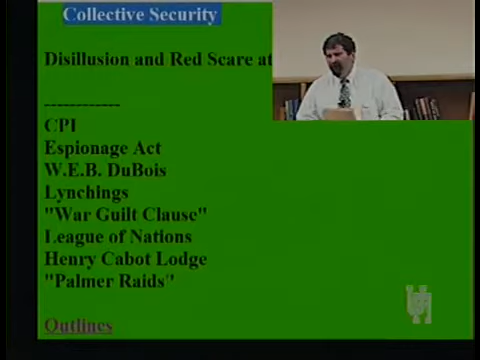 Collective Security
Disillusion and Red Scare at
------------
CPI
Espionage Act
W.E.B. DuBois
Lynchings
"War Guilt Clause"
League of Nations
Henry Cabot Lodge
"Palmer Raids"
Outlines